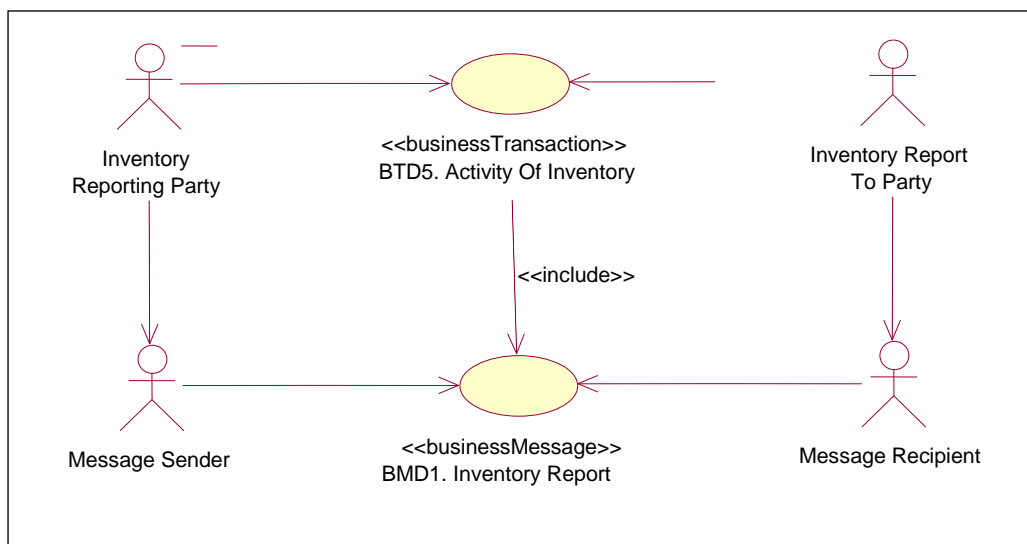 <<businessTransaction>>
BTD5. Activity Of Inventory
Inventory
Reporting Party
Inventory Report
To Party
<<include>>
Message Sender
<<businessMessage>>
BMD1. Inventory Report
Message Recipient